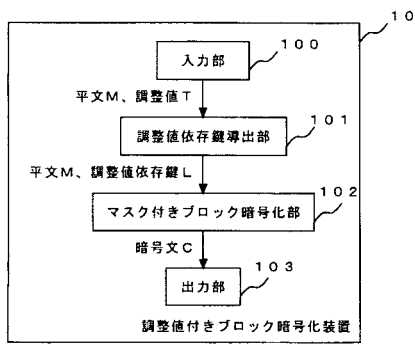 10
100
入力部
平文M、調整値T
101
調整値依存鍵導出部
平文M、調整値依存鍵L
102
マスク付きブロック暗号化部
暗号文C
103
出力部
調整値付きブロック暗号化装置